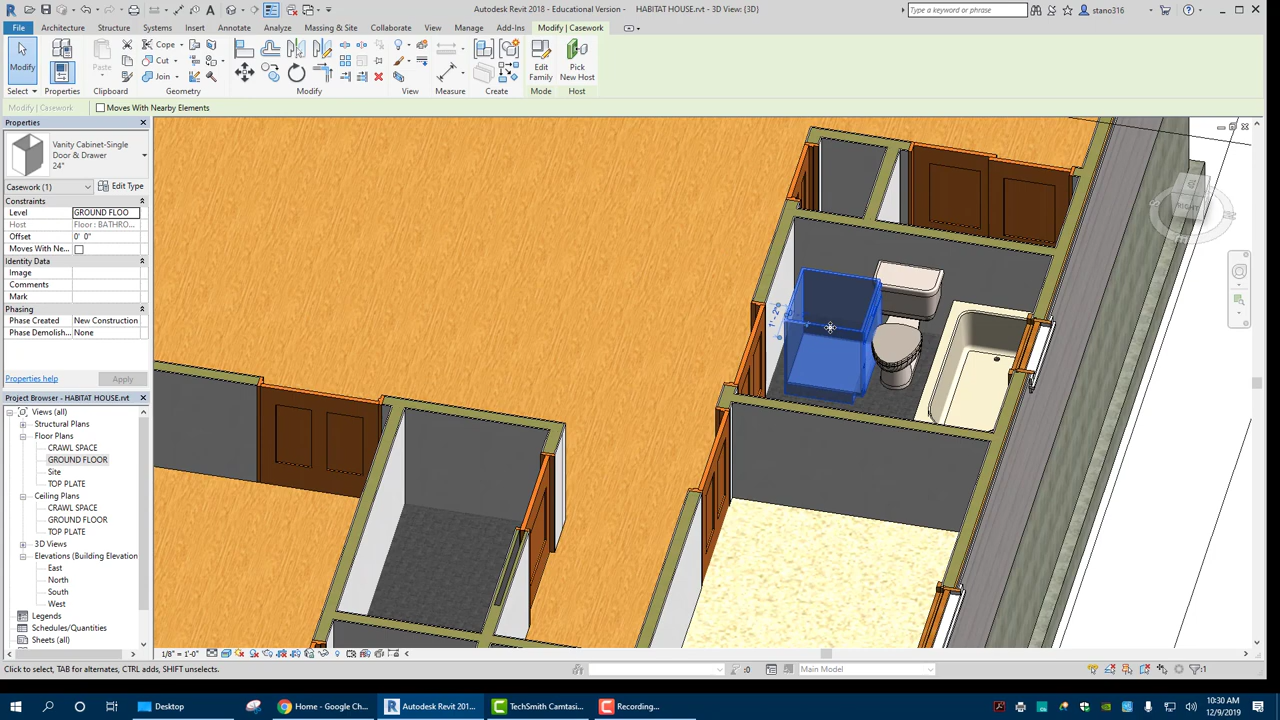 Autodesk Revit 2018 - Educational Version - HABITAT HOUSE.rvt - 3D View: {3D}
Type a keyword or phrase
stano316
File Architecture Structure Systems Insert Annotate Analyze Massing & Site Collaborate View Manage Add-Ins Modify | Casework
Modify
Paste
Cope
Cut
Join
Edit Family
Pick New Host
Select Properties Clipboard Geometry Modify View Measure Create Mode Host
Modify | Casework Moves With Nearby Elements
Properties
Vanity Cabinet-Single
Door & Drawer
24"
Casework (1) Edit Type
Constraints
Level GROUND FLOO
Host Floor : BATHRO...
Offset 0' 0"
Moves With Ne...
Identity Data
Image
Comments
Mark
Phasing
Phase Created New Construction
Phase Demolish... None
Properties help Apply
Project Browser - HABITAT HOUSE.rvt
Views (all)
Structural Plans
Floor Plans
CRAWL SPACE
GROUND FLOOR
Site
TOP PLATE
Ceiling Plans
CRAWL SPACE
GROUND FLOOR
TOP PLATE
3D Views
Elevations (Building Elevation
East
North
South
West
Legends
Schedules/Quantities
Sheets (all)
RIGHT
1/8" = 1'-0"
Click to select, TAB for alternates, CTRL adds, SHIFT unselects.
:0
Main Model
:1
Desktop
Home - Google Ch...
Autodesk Revit 201...
TechSmith Camtasi...
Recording...
10:30 AM
12/9/2019